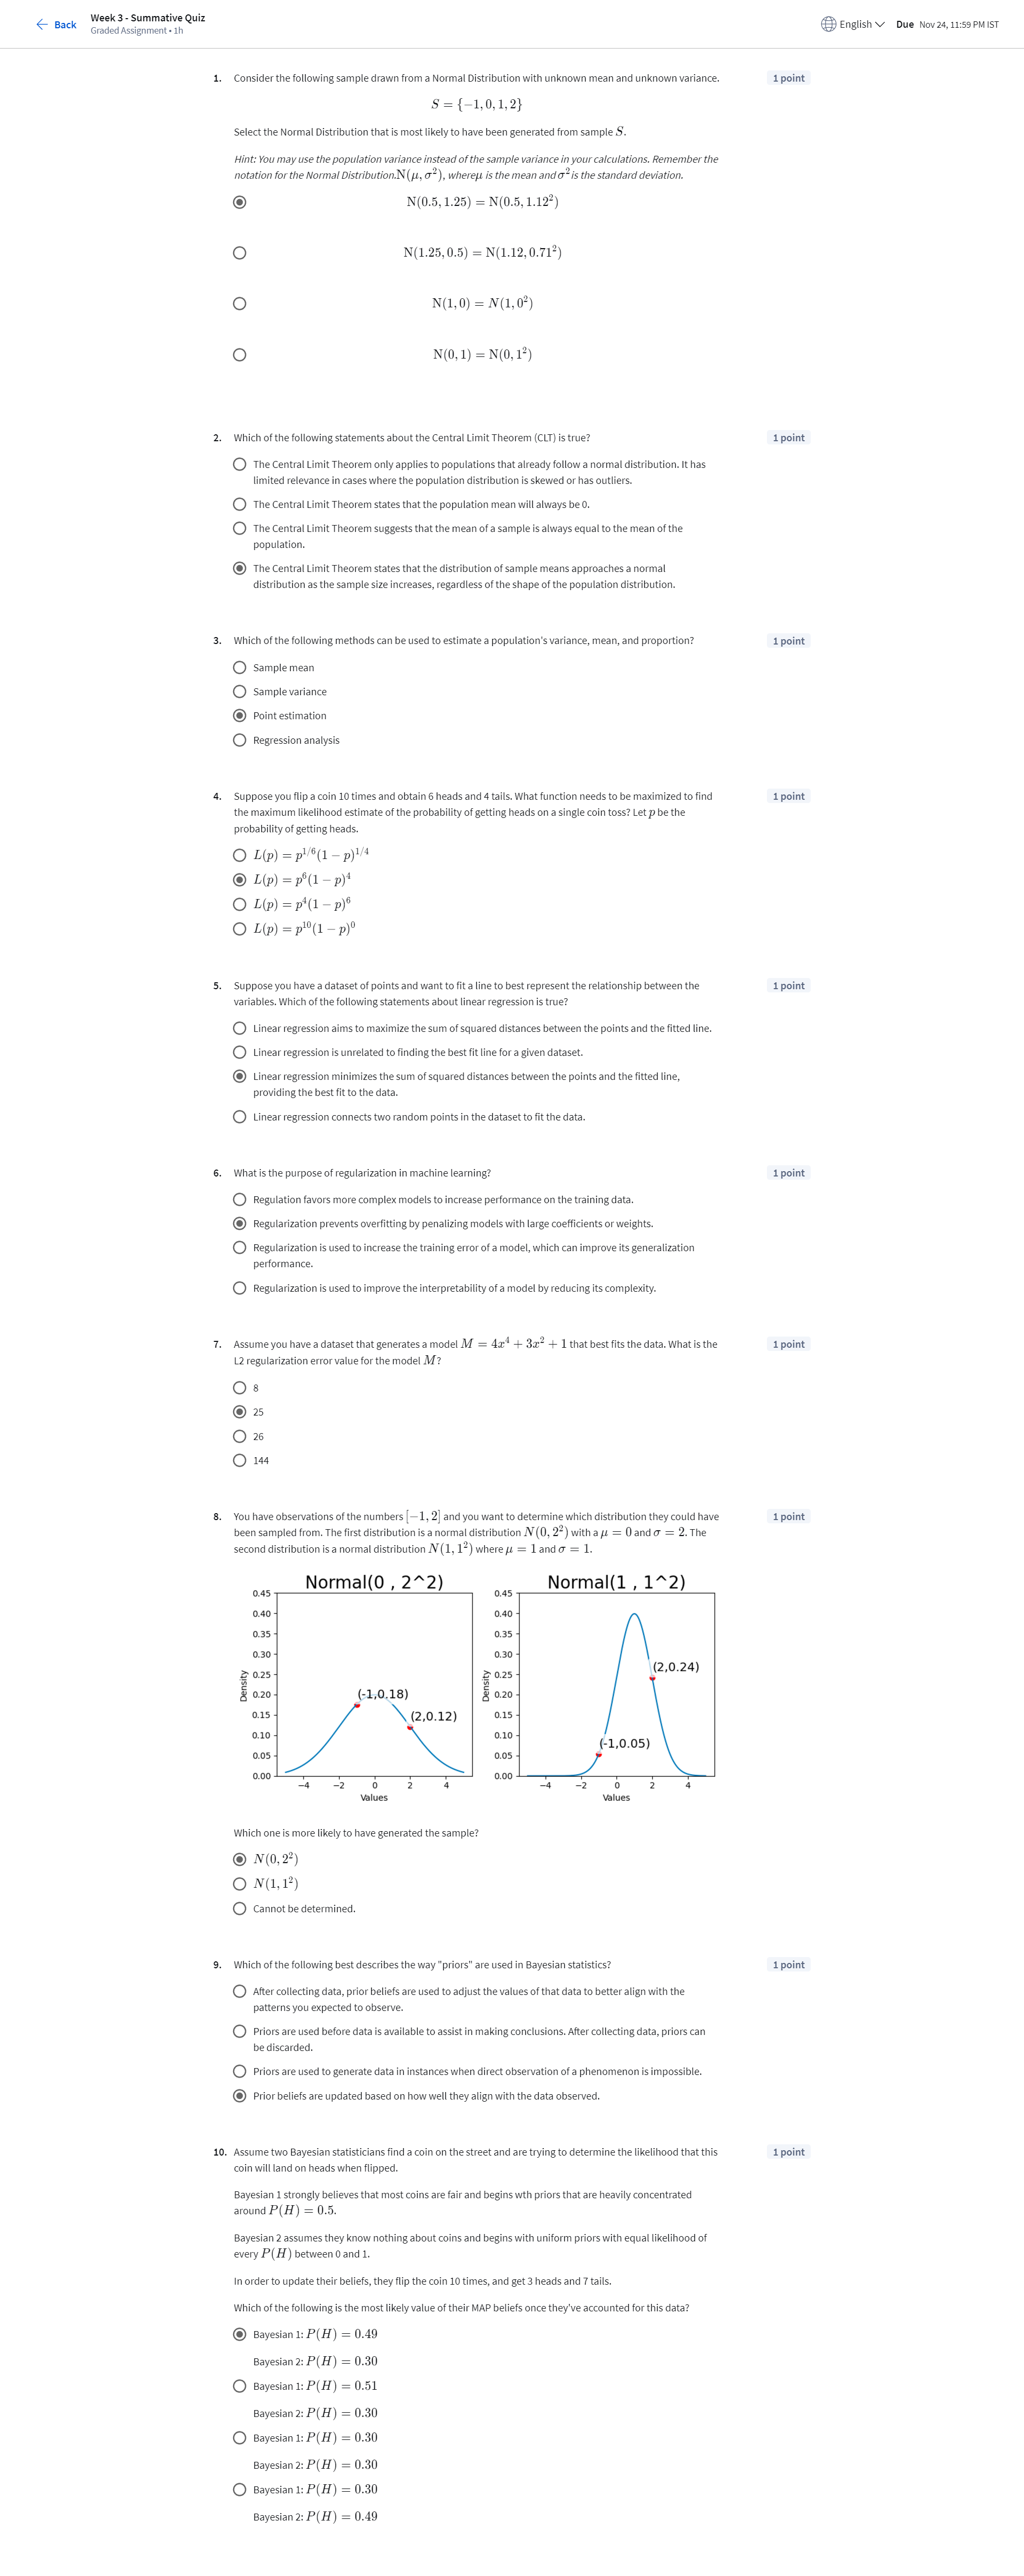 Back
Week 3 - Summative Quiz
Graded Assignment • 1h
English
Due Nov 24, 11:59 PM IST
1. Consider the following sample drawn from a Normal Distribution with unknown mean and unknown variance.
1 point
S = {−1, 0, 1, 2}
Select the Normal Distribution that is most likely to have been generated from sample S.
Hint: You may use the population variance instead of the sample variance in your calculations. Remember the
notation for the Normal Distribution.N(μ, σ²), whereμ is the mean and σ²is the standard deviation.
N(0.5, 1.25) = N(0.5, 1.12²)
N(1.25, 0.5) = N(1.12, 0.71²)
N(1, 0) = N(1, 0²)
N(0, 1) = N(0, 1²)
2. Which of the following statements about the Central Limit Theorem (CLT) is true?
1 point
The Central Limit Theorem only applies to populations that already follow a normal distribution. It has
limited relevance in cases where the population distribution is skewed or has outliers.
The Central Limit Theorem states that the population mean will always be 0.
The Central Limit Theorem suggests that the mean of a sample is always equal to the mean of the
population.
The Central Limit Theorem states that the distribution of sample means approaches a normal
distribution as the sample size increases, regardless of the shape of the population distribution.
3. Which of the following methods can be used to estimate a population's variance, mean, and proportion?
1 point
Sample mean
Sample variance
Point estimation
Regression analysis
4. Suppose you flip a coin 10 times and obtain 6 heads and 4 tails. What function needs to be maximized to find
1 point
the maximum likelihood estimate of the probability of getting heads on a single coin toss? Let p be the
probability of getting heads.
L(p) = p^{1/6}(1 − p)^{1/4}
L(p) = p⁶(1 − p)⁴
L(p) = p⁴(1 − p)⁶
L(p) = p¹⁰(1 − p)⁰
5. Suppose you have a dataset of points and want to fit a line to best represent the relationship between the
1 point
variables. Which of the following statements about linear regression is true?
Linear regression aims to maximize the sum of squared distances between the points and the fitted line.
Linear regression is unrelated to finding the best fit line for a given dataset.
Linear regression minimizes the sum of squared distances between the points and the fitted line,
providing the best fit to the data.
Linear regression connects two random points in the dataset to fit the data.
6. What is the purpose of regularization in machine learning?
1 point
Regulation favors more complex models to increase performance on the training data.
Regularization prevents overfitting by penalizing models with large coefficients or weights.
Regularization is used to increase the training error of a model, which can improve its generalization
performance.
Regularization is used to improve the interpretability of a model by reducing its complexity.
7. Assume you have a dataset that generates a model M = 4x⁴ + 3x² + 1 that best fits the data. What is the
1 point
L2 regularization error value for the model M?
8
25
26
144
8. You have observations of the numbers [−1, 2] and you want to determine which distribution they could have
1 point
been sampled from. The first distribution is a normal distribution N(0, 2²) with a μ = 0 and σ = 2. The
second distribution is a normal distribution N(1, 1²) where μ = 1 and σ = 1.
Normal(0 , 2^2)
0.45
0.40
0.35
0.30
0.25
0.20
0.15
0.10
0.05
0.00
Density
(-1,0.18)
(2,0.12)
−4 −2 0 2 4
Values
Normal(1 , 1^2)
0.45
0.40
0.35
0.30
0.25
0.20
0.15
0.10
0.05
0.00
Density
(2,0.24)
(-1,0.05)
−4 −2 0 2 4
Values
Which one is more likely to have generated the sample?
N(0, 2²)
N(1, 1²)
Cannot be determined.
9. Which of the following best describes the way "priors" are used in Bayesian statistics?
1 point
After collecting data, prior beliefs are used to adjust the values of that data to better align with the
patterns you expected to observe.
Priors are used before data is available to assist in making conclusions. After collecting data, priors can
be discarded.
Priors are used to generate data in instances when direct observation of a phenomenon is impossible.
Prior beliefs are updated based on how well they align with the data observed.
10. Assume two Bayesian statisticians find a coin on the street and are trying to determine the likelihood that this
1 point
coin will land on heads when flipped.
Bayesian 1 strongly believes that most coins are fair and begins wth priors that are heavily concentrated
around P(H) = 0.5.
Bayesian 2 assumes they know nothing about coins and begins with uniform priors with equal likelihood of
every P(H) between 0 and 1.
In order to update their beliefs, they flip the coin 10 times, and get 3 heads and 7 tails.
Which of the following is the most likely value of their MAP beliefs once they've accounted for this data?
Bayesian 1: P(H) = 0.49
Bayesian 2: P(H) = 0.30
Bayesian 1: P(H) = 0.51
Bayesian 2: P(H) = 0.30
Bayesian 1: P(H) = 0.30
Bayesian 2: P(H) = 0.30
Bayesian 1: P(H) = 0.30
Bayesian 2: P(H) = 0.49